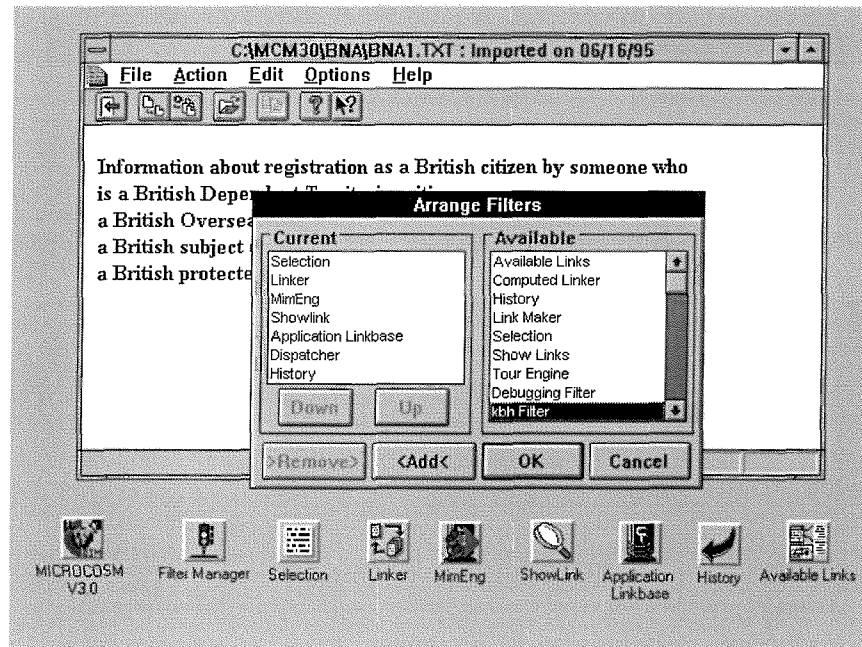 C:\MCM30\BNA\BNA1.TXT : Imported on 06/16/95
File Action Edit Options Help
Information about registration as a British citizen by someone who
is a British
a British
a British subject
a British
Arrange Filters
Current
Selection
Linker
MimEng
Showlink
Application Linkbase
Dispatcher
History
Down Up
Available
Available Links
Computed Linker
History
Link Maker
Selection
Show Links
Tour Engine
Debugging Filter
kbh Filter
>Remove> <Add< OK Cancel
MICROCOSM
V3.0
Filter Manager
Selection
Linker
MimEng
ShowLink
Application
Linkbase
History
Available Links